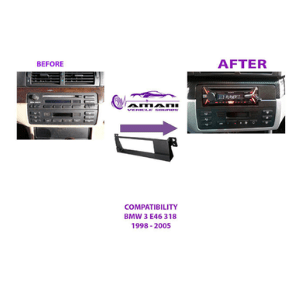 BEFORE
AFTER
AMANI
VEHICLE SOUNDS
COMPATIBILITY
BMW 3 E46 318
1998 - 2005